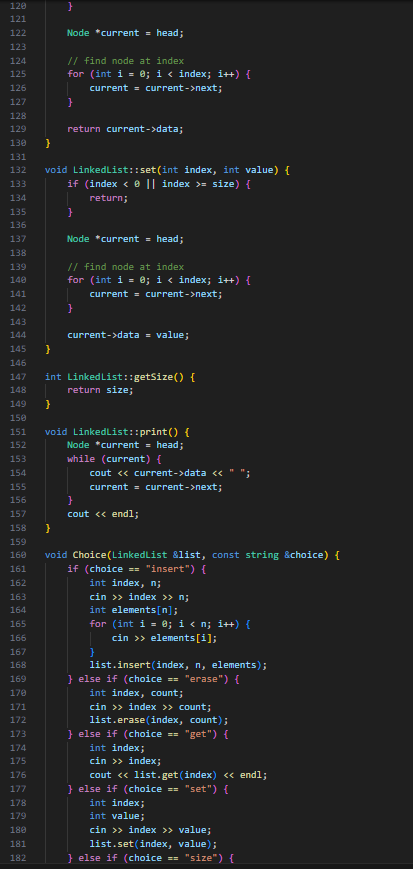 120 }
121
122 Node *current = head;
123
124 // find node at index
125 for (int i = 0; i < index; i++) {
126 current = current->next;
127 }
128
129 return current->data;
130 }
131
132 void LinkedList::set(int index, int value) {
133 if (index < 0 || index >= size) {
134 return;
135 }
136
137 Node *current = head;
138
139 // find node at index
140 for (int i = 0; i < index; i++) {
141 current = current->next;
142 }
143
144 current->data = value;
145 }
146
147 int LinkedList::getSize() {
148 return size;
149 }
150
151 void LinkedList::print() {
152 Node *current = head;
153 while (current) {
154 cout << current->data << " ";
155 current = current->next;
156 }
157 cout << endl;
158 }
159
160 void Choice(LinkedList &list, const string &choice) {
161 if (choice == "insert") {
162 int index, n;
163 cin >> index >> n;
164 int elements[n];
165 for (int i = 0; i < n; i++) {
166 cin >> elements[i];
167 }
168 list.insert(index, n, elements);
169 } else if (choice == "erase") {
170 int index, count;
171 cin >> index >> count;
172 list.erase(index, count);
173 } else if (choice == "get") {
174 int index;
175 cin >> index;
176 cout << list.get(index) << endl;
177 } else if (choice == "set") {
178 int index;
179 int value;
180 cin >> index >> value;
181 list.set(index, value);
182 } else if (choice == "size") {